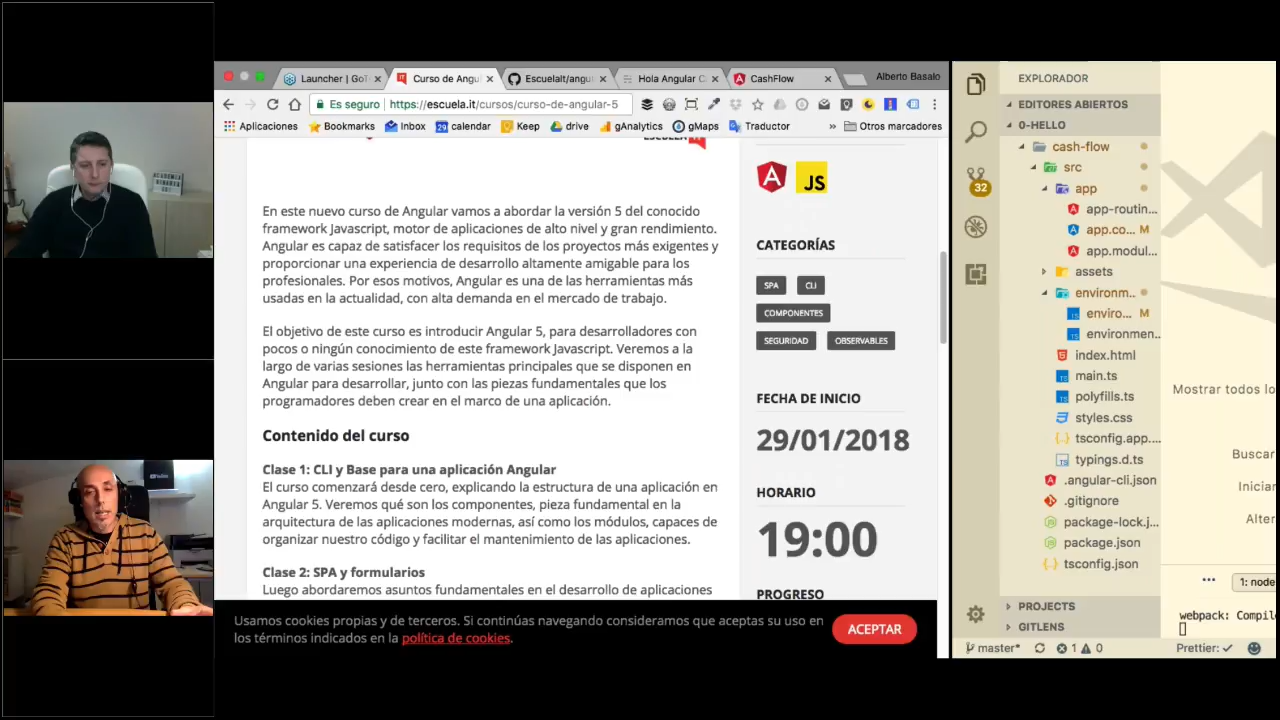 Launcher | GoT
Curso de Angu
Escuelait/angu
Hola Angular C
CashFlow
Alberto Basalo
Es seguro
https://escuela.it/cursos/curso-de-angular-5
Aplicaciones
Bookmarks
Inbox
calendar
Keep
drive
gAnalytics
gMaps
Traductor
»
Otros marcadores
En este nuevo curso de Angular vamos a abordar la versión 5 del conocido
framework Javascript, motor de aplicaciones de alto nivel y gran rendimiento.
Angular es capaz de satisfacer los requisitos de los proyectos más exigentes y
proporcionar una experiencia de desarrollo altamente amigable para los
profesionales. Por esos motivos, Angular es una de las herramientas más
usadas en la actualidad, con alta demanda en el mercado de trabajo.
El objetivo de este curso es introducir Angular 5, para desarrolladores con
pocos o ningún conocimiento de este framework Javascript. Veremos a la
largo de varias sesiones las herramientas principales que se disponen en
Angular para desarrollar, junto con las piezas fundamentales que los
programadores deben crear en el marco de una aplicación.
Contenido del curso
Clase 1: CLI y Base para una aplicación Angular
El curso comenzará desde cero, explicando la estructura de una aplicación en
Angular 5. Veremos qué son los componentes, pieza fundamental en la
arquitectura de las aplicaciones modernas, así como los módulos, capaces de
organizar nuestro código y facilitar el mantenimiento de las aplicaciones.
Clase 2: SPA y formularios
Luego abordaremos asuntos fundamentales en el desarrollo de aplicaciones
A
JS
CATEGORÍAS
SPA
CLI
COMPONENTES
SEGURIDAD
OBSERVABLES
FECHA DE INICIO
29/01/2018
HORARIO
19:00
PROGRESO
Usamos cookies propias y de terceros. Si continúas navegando consideramos que aceptas su uso en
los términos indicados en la política de cookies.
ACEPTAR
EXPLORADOR
EDITORES ABIERTOS
0-HELLO
cash-flow
src
app
app-routin...
app.co... M
app.modul...
assets
environm...
enviro... M
environmen...
index.html
main.ts
polyfills.ts
styles.css
tsconfig.app....
typings.d.ts
.angular-cli.json
.gitignore
package-lock.j...
package.json
tsconfig.json
PROJECTS
GITLENS
32
master*
1
0
Mostrar todos lo
Buscar
Iniciar
Alter
1: node
webpack: Compil
Prettier: ✓